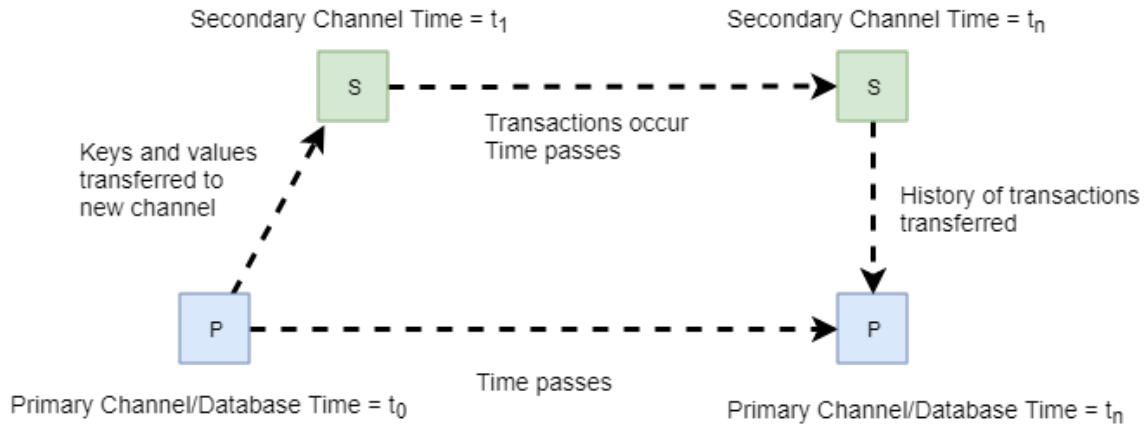 Secondary Channel Time = t₁
Secondary Channel Time = tₙ
S
S
Transactions occur
Time passes
Keys and values
transferred to
new channel
History of transactions
transferred
P
P
Time passes
Primary Channel/Database Time = t₀
Primary Channel/Database Time = tₙ